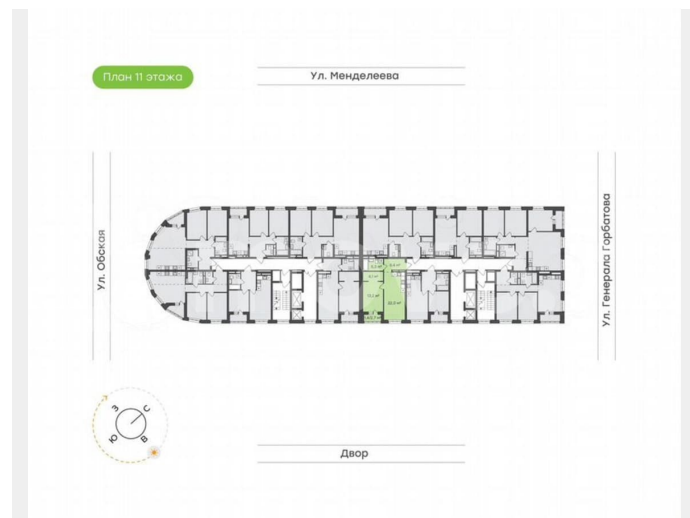 План 11 этажа
Ул. Менделеева
Ул. Обская
Ул. Генерала Горбатова
З
С
Ю
В
Двор